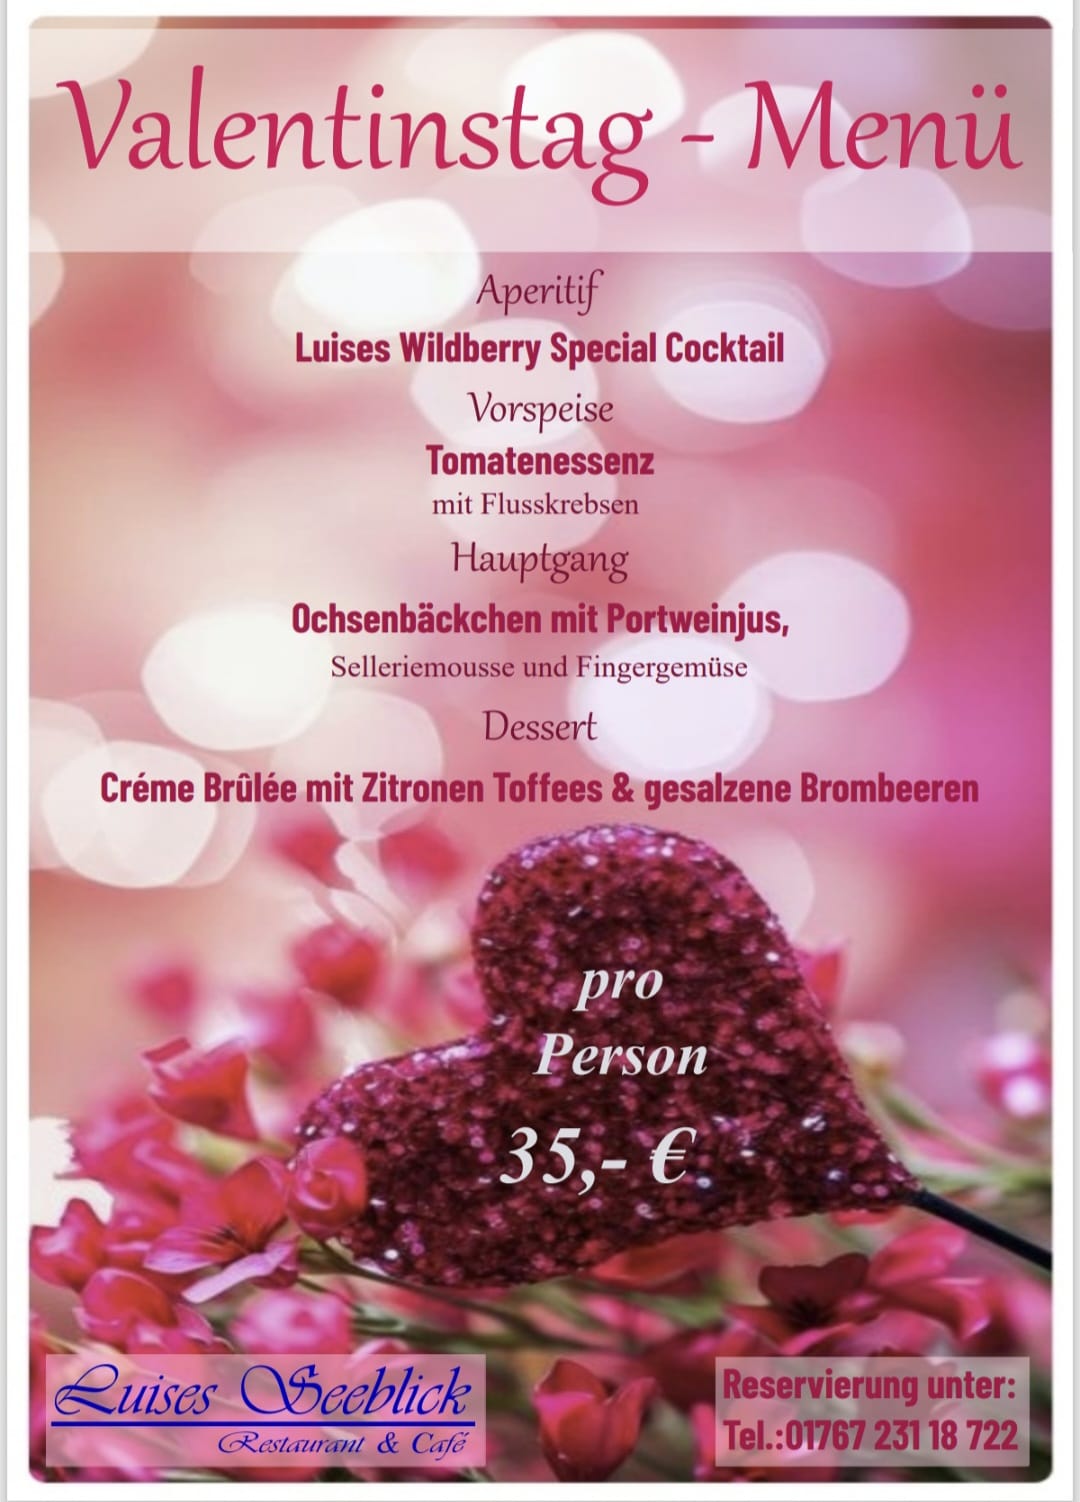 Valentinstag - Menü
Aperitif
Luises Wildberry Special Cocktail
Vorspeise
Tomatenessenz
mit Flusskrebsen
Hauptgang
Ochsenbäckchen mit Portweinjus,
Selleriemousse und Fingergemüse
Dessert
Créme Brûlée mit Zitronen Toffees & gesalzene Brombeeren
pro
Person
35,- €
Luises Seeblick
Restaurant & Café
Reservierung unter:
Tel.:01767 231 18 722